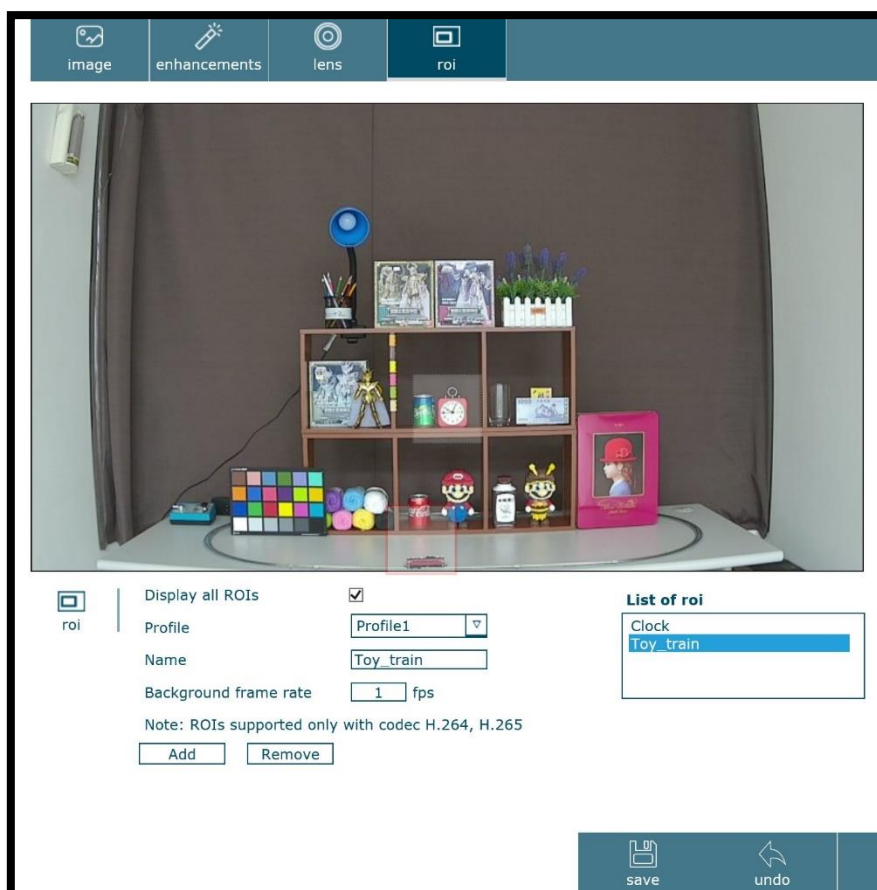 image enhancements lens roi
roi
Display all ROIs
Profile Profile1
Name Toy_train
Background frame rate 1 fps
Note: ROIs supported only with codec H.264, H.265
Add Remove
List of roi
Clock
Toy_train
save undo